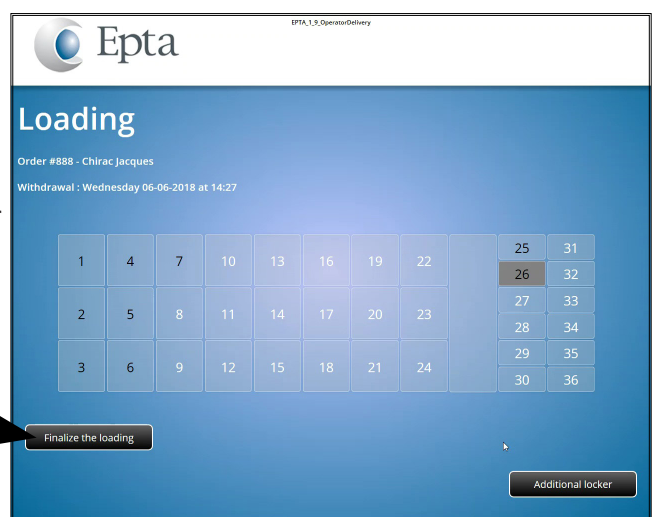 EPTA_1_9_OperatorDelivery
Epta
Loading
Order #888 - Chirac Jacques
Withdrawal : Wednesday 06-06-2018 at 14:27
1 4 7 10 13 16 19 22 25 31
26 32
2 5 8 11 14 17 20 23 27 33
28 34
3 6 9 12 15 18 21 24 29 35
30 36
Finalize the loading
Additional locker